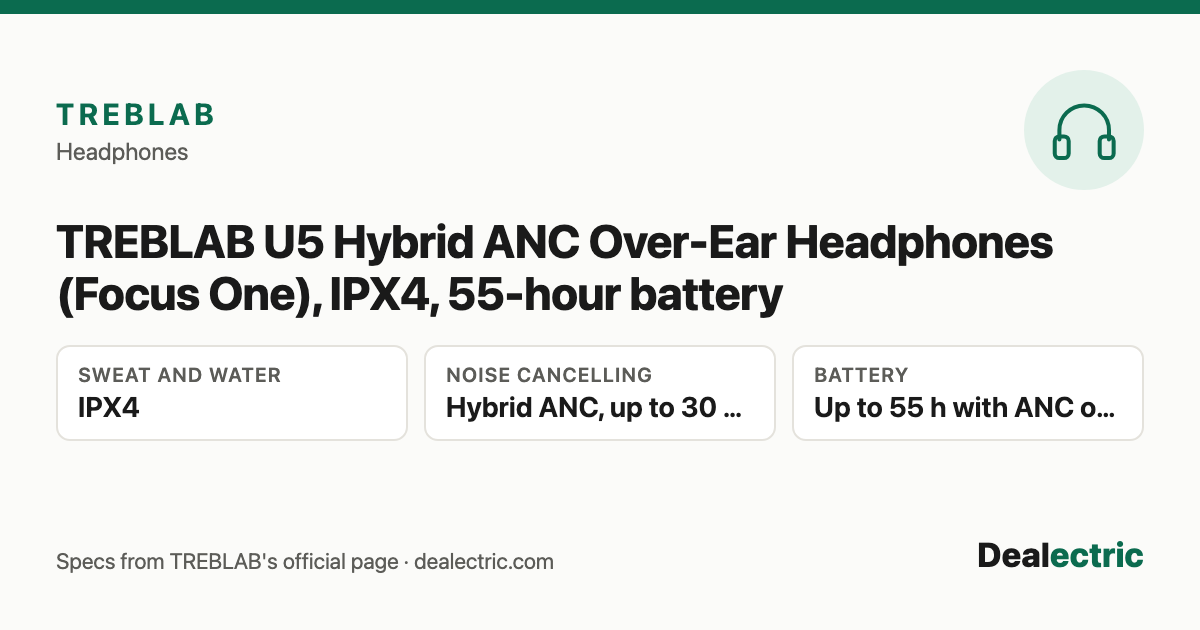 TREBLAB
Headphones
TREBLAB U5 Hybrid ANC Over-Ear Headphones
(Focus One), IPX4, 55-hour battery
SWEAT AND WATER
IPX4
NOISE CANCELLING
Hybrid ANC, up to 30 ...
BATTERY
Up to 55 h with ANC o...
Specs from TREBLAB's official page · dealectric.com
Dealectric